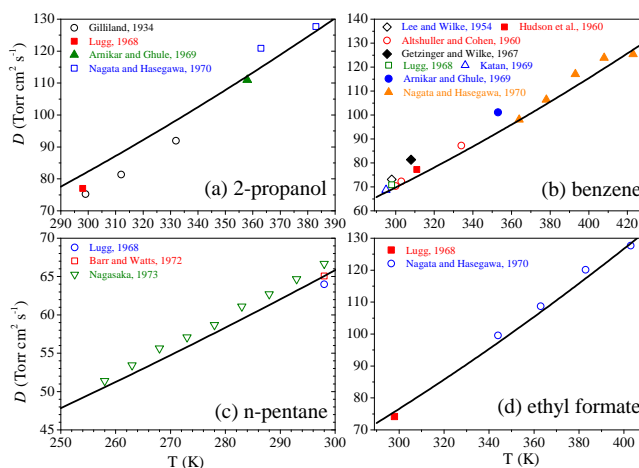 D (Torr cm² s⁻¹)
130
120
110
100
90
80
70
Gilliland, 1934
Lugg, 1968
Arnikar and Ghule, 1969
Nagata and Hasegawa, 1970
(a) 2-propanol
290 300 310 320 330 340 350 360 370 380 390
130
120
110
100
90
80
70
60
Lee and Wilke, 1954 Hudson et al., 1960
Altshuller and Cohen, 1960
Getzinger and Wilke, 1967
Lugg, 1968 Katan, 1969
Arnikar and Ghule, 1969
Nagata and Hasegawa, 1970
(b) benzene
300 320 340 360 380 400 420
D (Torr cm² s⁻¹)
70
65
60
55
50
45
Lugg, 1968
Barr and Watts, 1972
Nagasaka, 1973
(c) n-pentane
250 260 270 280 290 300
T (K)
130
120
110
100
90
80
70
Lugg, 1968
Nagata and Hasegawa, 1970
(d) ethyl formate
300 320 340 360 380 400
T (K)